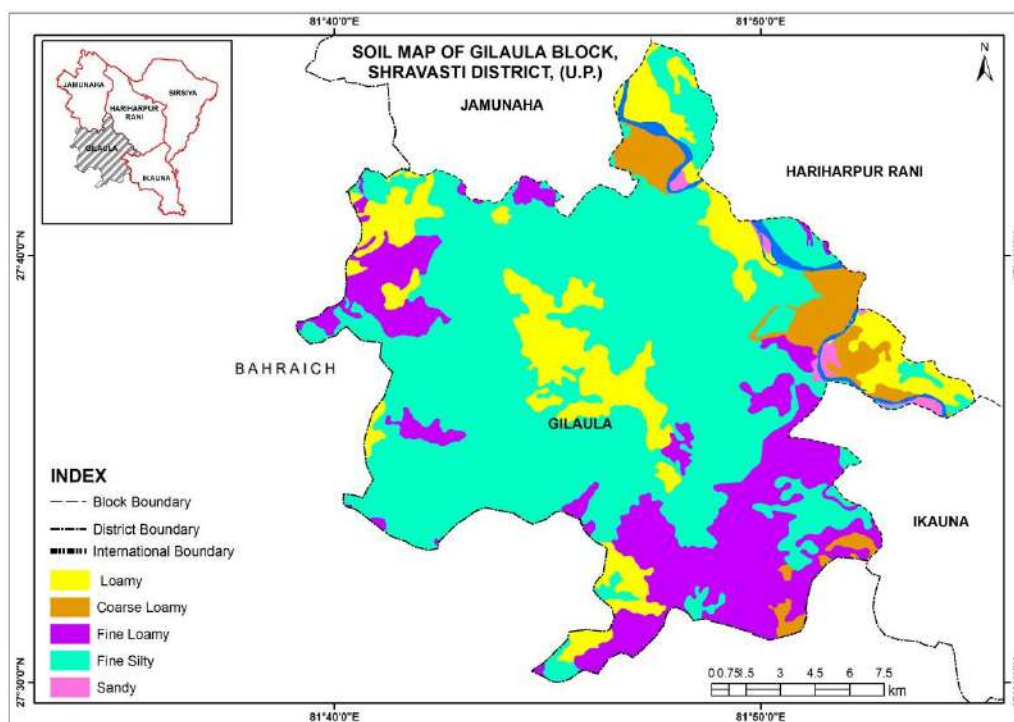 81°40'0"E
81°50'0"E
SOIL MAP OF GILAULA BLOCK,
SHRAVASTI DISTRICT, (U.P.)
N
JAMUNAHA
HARIHARPUR
RANI
SIRSIYA
GILAULA
IKAUNA
JAMUNAHA
HARIHARPUR RANI
27°40'0"N
BAHRAICH
GILAULA
IKAUNA
INDEX
Block Boundary
District Boundary
International Boundary
Loamy
Coarse Loamy
Fine Loamy
Fine Silty
Sandy
0 0.75 1.5 3 4.5 6 7.5
km
27°30'0"N
81°40'0"E
81°50'0"E